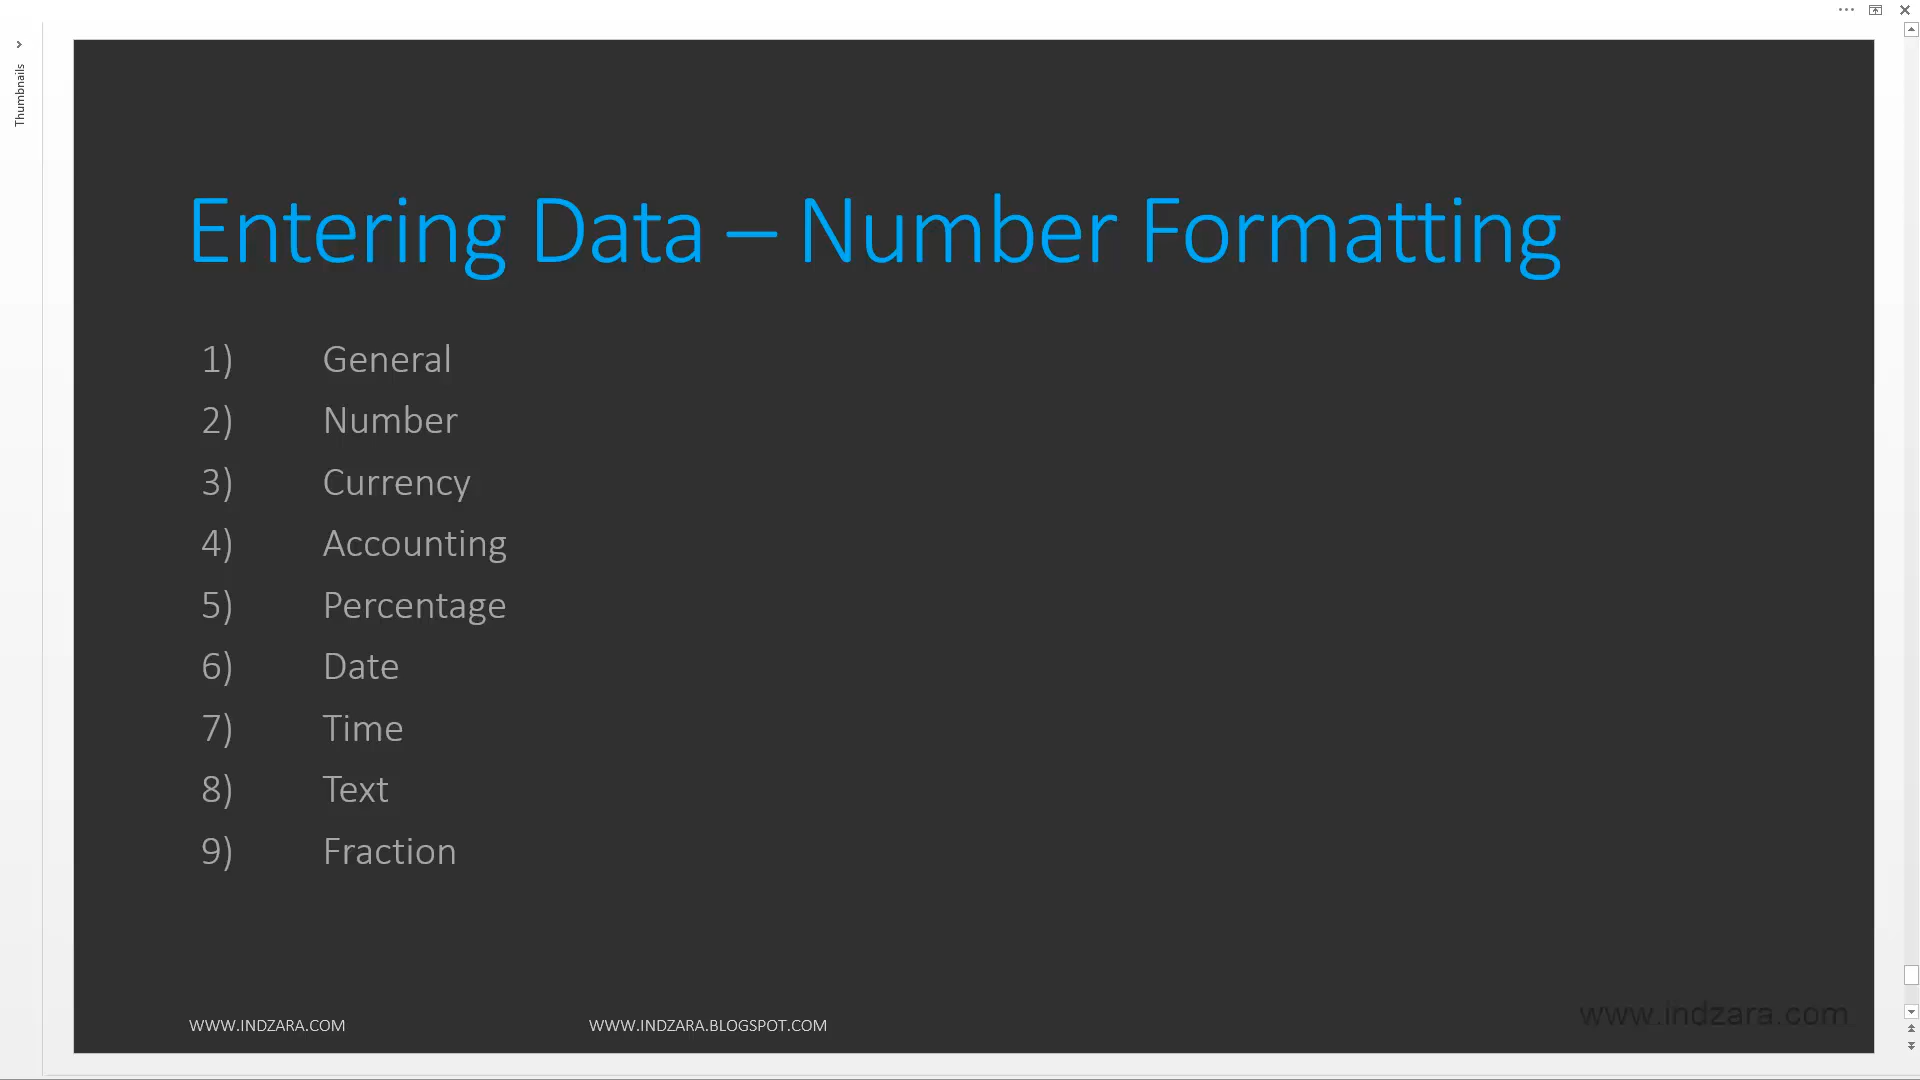 Thumbnails
Entering Data – Number Formatting
1) General
2) Number
3) Currency
4) Accounting
5) Percentage
6) Date
7) Time
8) Text
9) Fraction
WWW.INDZARA.COM
WWW.INDZARA.BLOGSPOT.COM
www.indzara.com